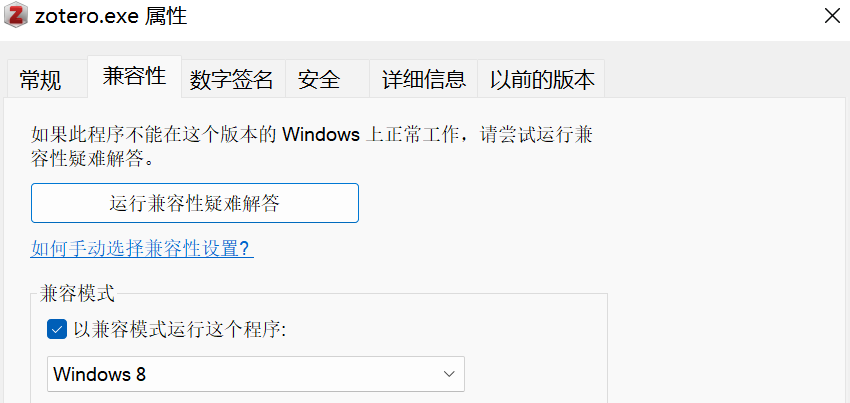 zotero.exe 属性
常规 兼容性 数字签名 安全 详细信息 以前的版本
如果此程序不能在这个版本的 Windows 上正常工作，请尝试运行兼
容性疑难解答。
运行兼容性疑难解答
如何手动选择兼容性设置?
兼容模式
以兼容模式运行这个程序:
Windows 8